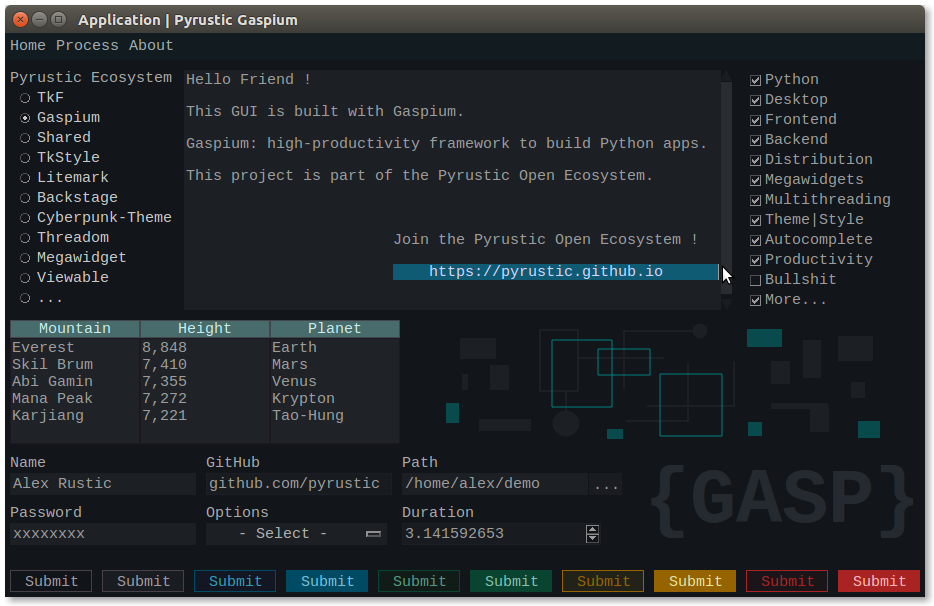 Application | Pyrustic Gaspium
Home Process About
Pyrustic Ecosystem
TkF
Gaspium
Shared
TkStyle
Litemark
Backstage
Cyberpunk-Theme
Threadom
Megawidget
Viewable
...
Hello Friend !
This GUI is built with Gaspium.
Gaspium: high-productivity framework to build Python apps.
This project is part of the Pyrustic Open Ecosystem.
Join the Pyrustic Open Ecosystem !
https://pyrustic.github.io
Python
Desktop
Frontend
Backend
Distribution
Megawidgets
Multithreading
Theme|Style
Autocomplete
Productivity
Bullshit
More...
Mountain Height Planet
Everest 8,848 Earth
Skil Brum 7,410 Mars
Abi Gamin 7,355 Venus
Mana Peak 7,272 Krypton
Karjiang 7,221 Tao-Hung
Name GitHub Path
Alex Rustic github.com/pyrustic /home/alex/demo ...
Password Options Duration
xxxxxxxx - Select - 3.141592653
{GASP}
Submit Submit Submit Submit Submit Submit Submit Submit Submit Submit